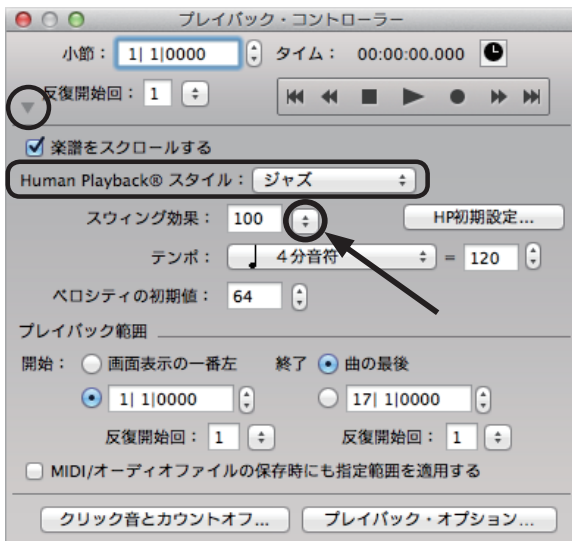 プレイバック・コントローラー
小節： 1| 1|0000 タイム： 00:00:00.000
反復開始回： 1
楽譜をスクロールする
Human Playback® スタイル： ジャズ
スウィング効果： 100 HP初期設定...
テンポ： 4分音符 = 120
ベロシティの初期値： 64
プレイバック範囲
開始： 画面表示の一番左 終了 曲の最後
1| 1|0000 17| 1|0000
反復開始回： 1 反復開始回： 1
MIDI/オーディオファイルの保存時にも指定範囲を適用する
クリック音とカウントオフ... プレイバック・オプション...